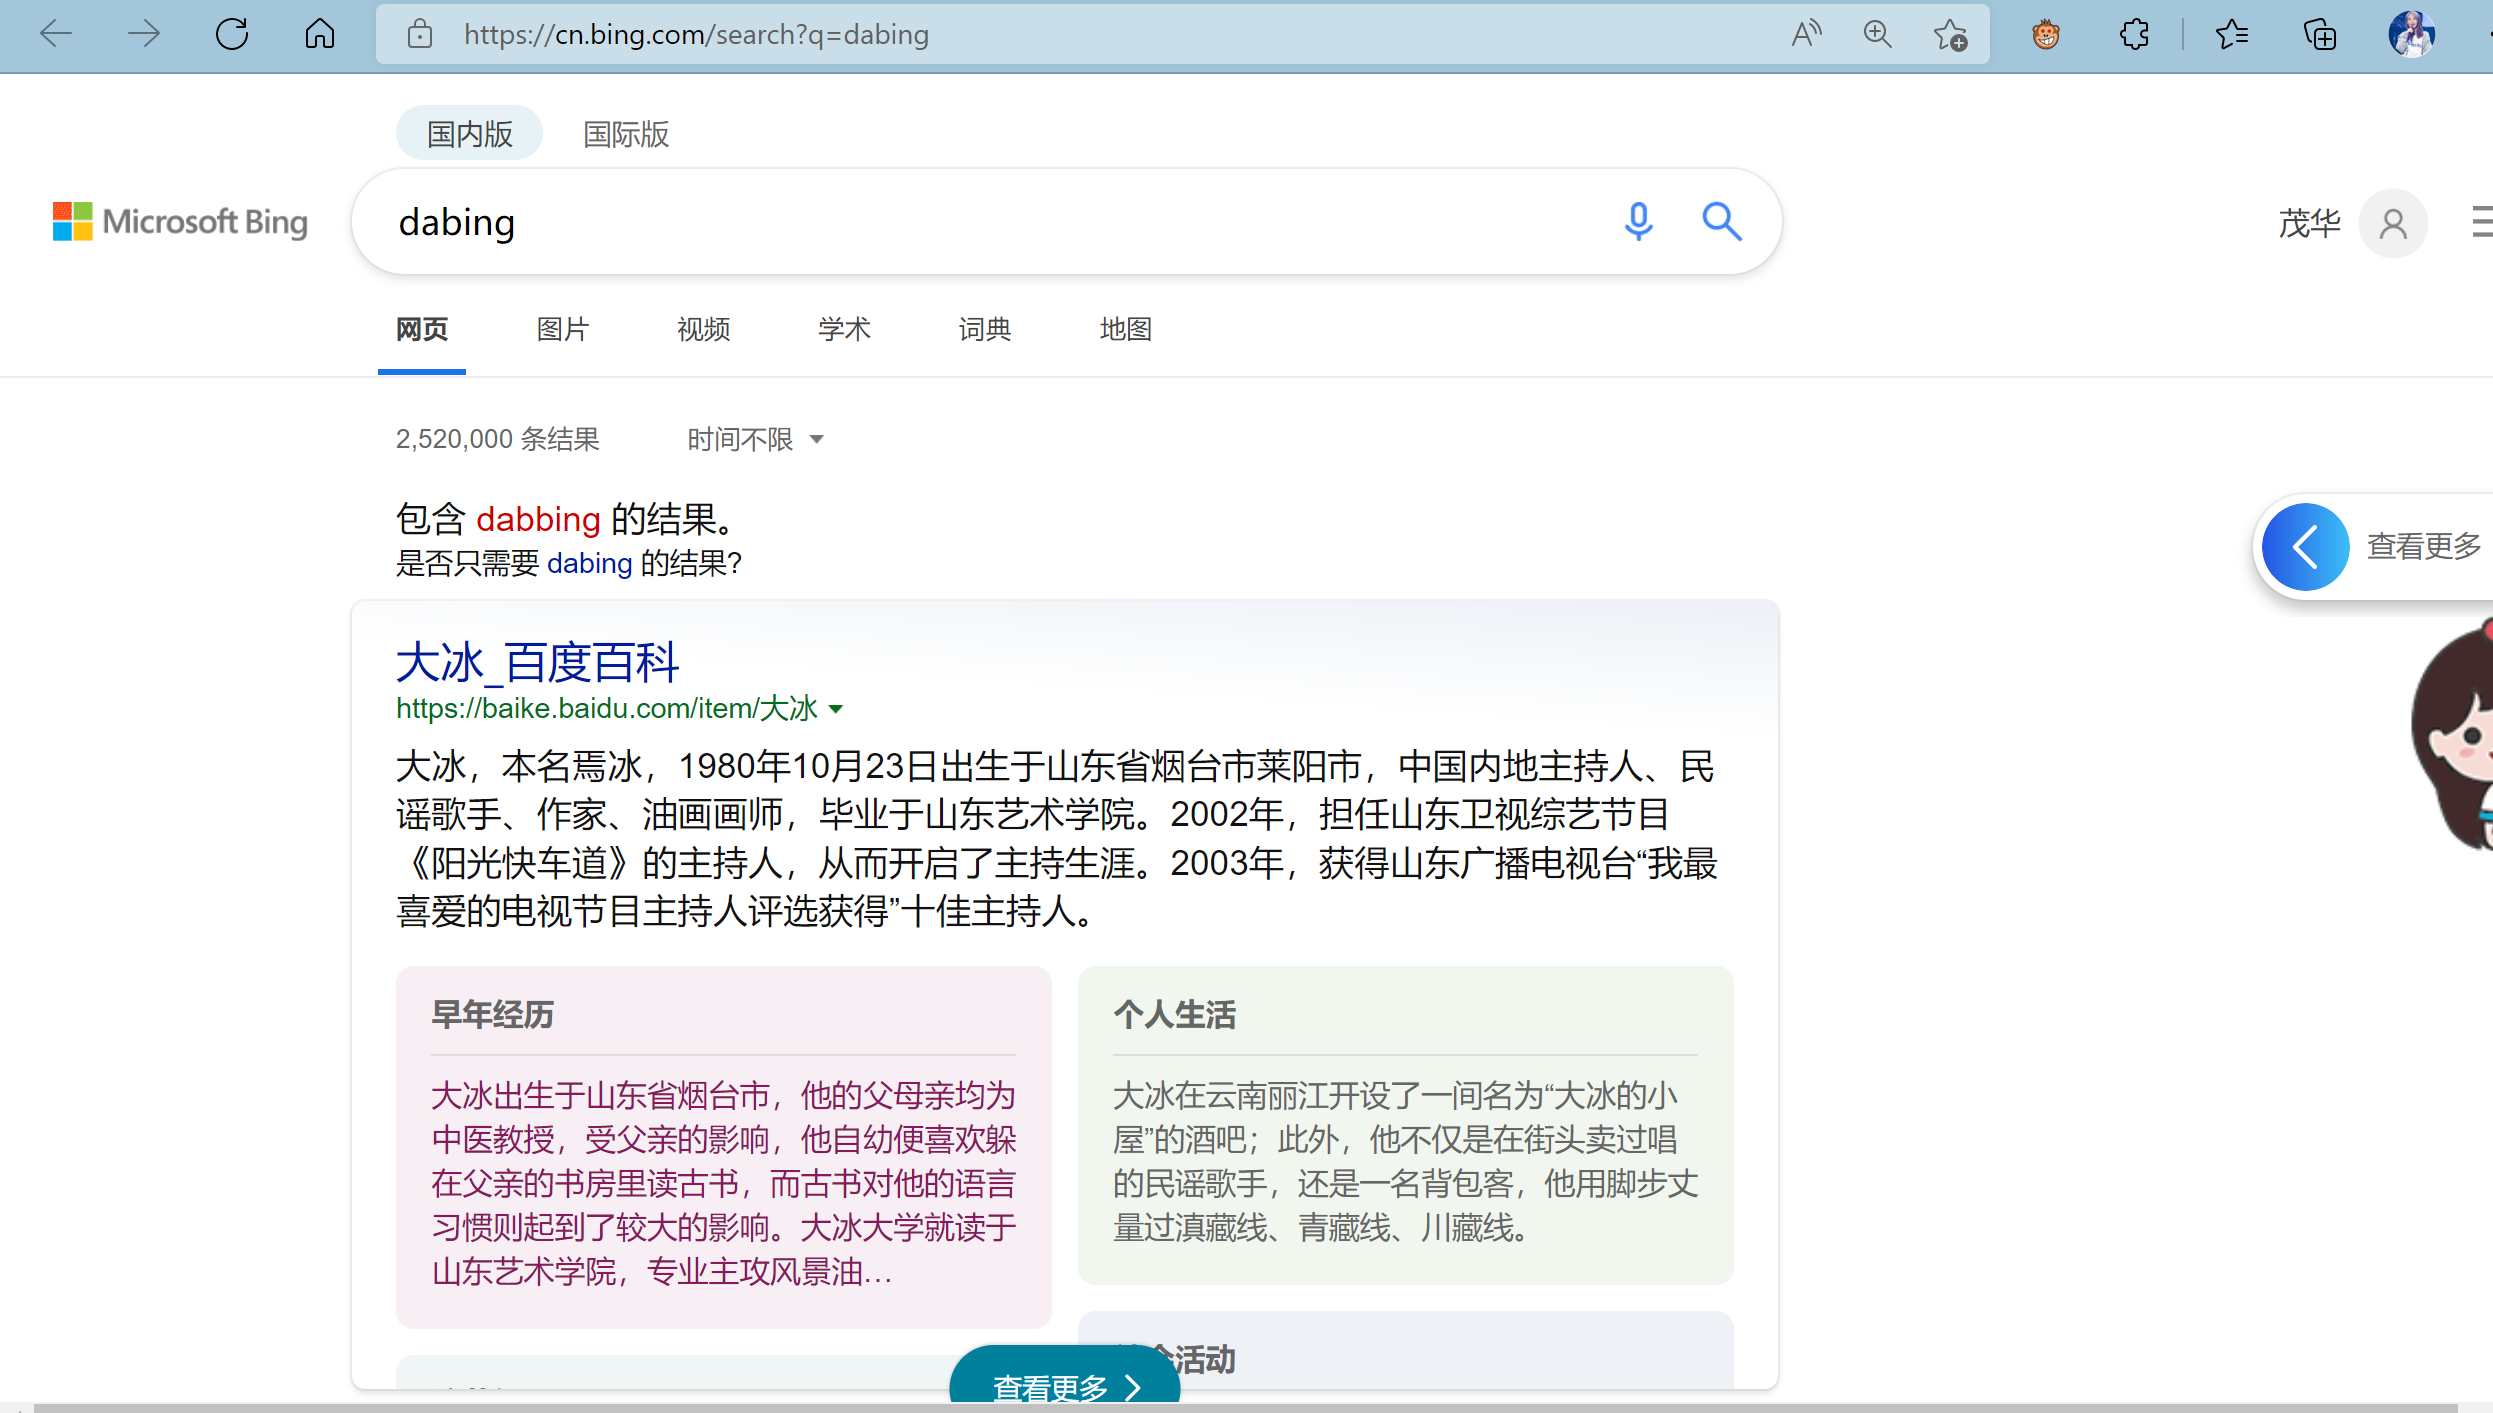 https://cn.bing.com/search?q=dabing
国内版 国际版
Microsoft Bing
dabing
茂华
网页 图片 视频 学术 词典 地图
2,520,000 条结果 时间不限
包含 dabbing 的结果。
是否只需要 dabing 的结果?
查看更多
大冰_百度百科
https://baike.baidu.com/item/大冰
大冰，本名焉冰，1980年10月23日出生于山东省烟台市莱阳市，中国内地主持人、民
谣歌手、作家、油画画师，毕业于山东艺术学院。2002年，担任山东卫视综艺节目
《阳光快车道》的主持人，从而开启了主持生涯。2003年，获得山东广播电视台“我最
喜爱的电视节目主持人评选获得”十佳主持人。
早年经历
大冰出生于山东省烟台市，他的父母亲均为
中医教授，受父亲的影响，他自幼便喜欢躲
在父亲的书房里读古书，而古书对他的语言
习惯则起到了较大的影响。大冰大学就读于
山东艺术学院，专业主攻风景油…
个人生活
大冰在云南丽江开设了一间名为“大冰的小
屋”的酒吧；此外，他不仅是在街头卖过唱
的民谣歌手，还是一名背包客，他用脚步丈
量过滇藏线、青藏线、川藏线。
活动
查看更多